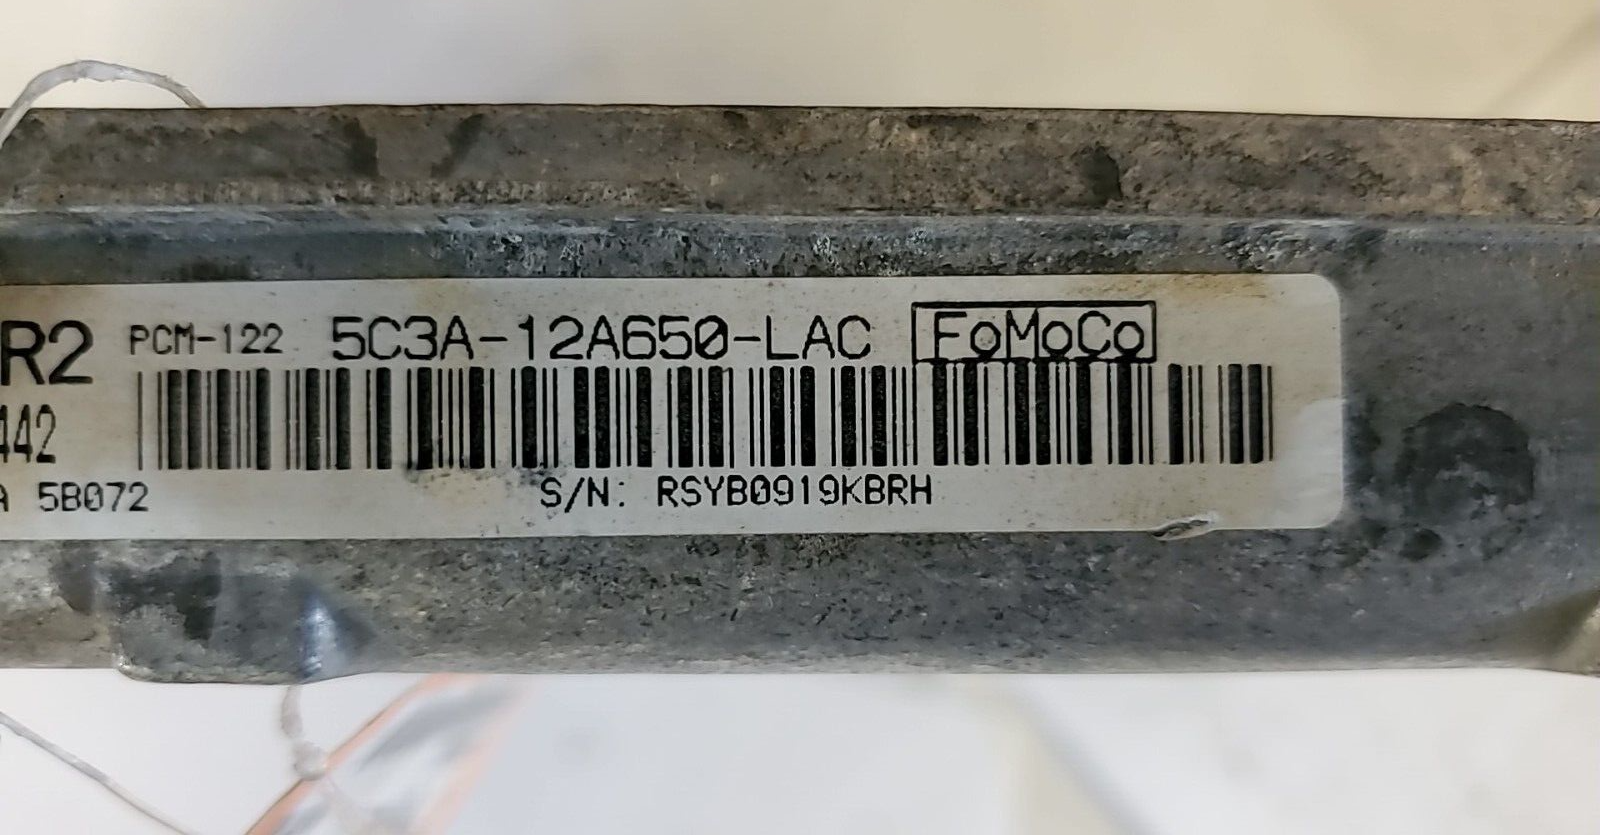 R2 PCM-122 5C3A-12A650-LAC FoMoCo
442
A 5B072 S/N: RSYB0919KBRH